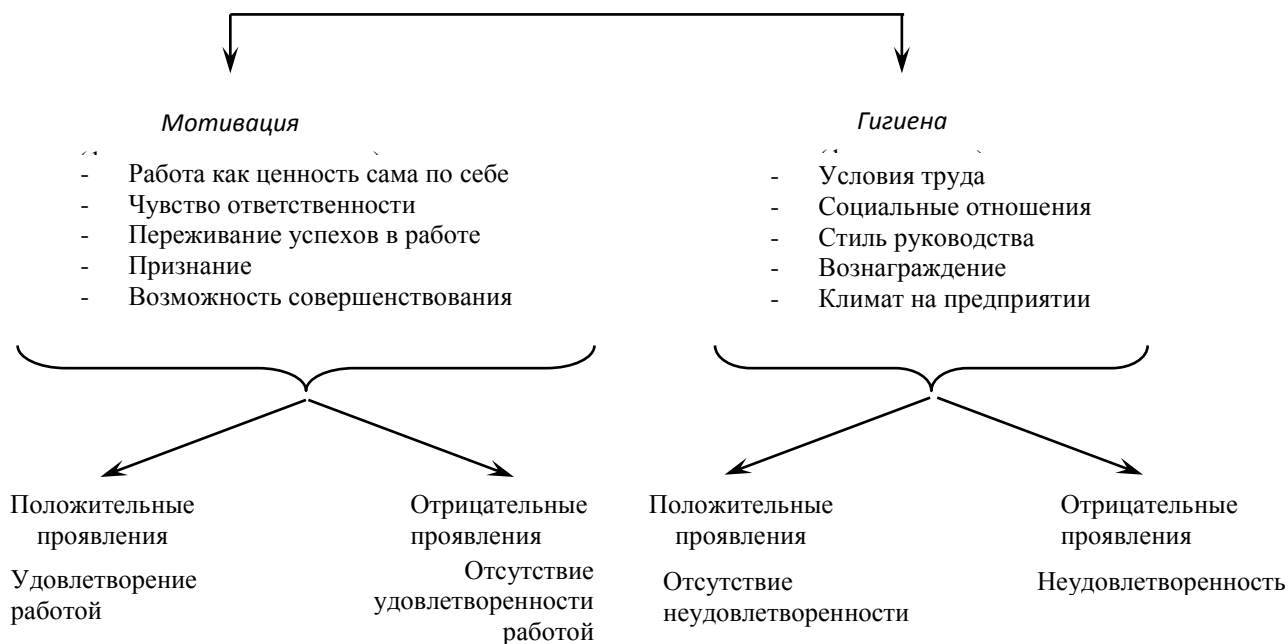 Мотивация
- Работа как ценность сама по себе
- Чувство ответственности
- Переживание успехов в работе
- Признание
- Возможность совершенствования
Гигиена
- Условия труда
- Социальные отношения
- Стиль руководства
- Вознаграждение
- Климат на предприятии
Положительные
проявления
Удовлетворение
работой
Отрицательные
проявления
Отсутствие
удовлетворенности
работой
Положительные
проявления
Отсутствие
неудовлетворенности
Отрицательные
проявления
Неудовлетворенность